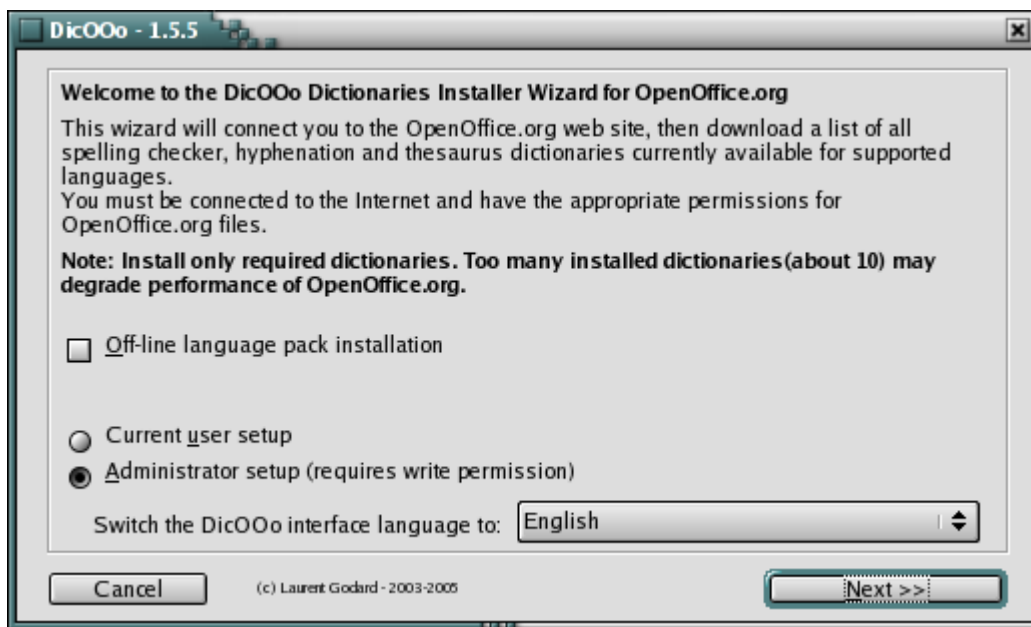 DicOOo - 1.5.5
Welcome to the DicOOo Dictionaries Installer Wizard for OpenOffice.org
This wizard will connect you to the OpenOffice.org web site, then download a list of all
spelling checker, hyphenation and thesaurus dictionaries currently available for supported
languages.
You must be connected to the Internet and have the appropriate permissions for
OpenOffice.org files.
Note: Install only required dictionaries. Too many installed dictionaries(about 10) may
degrade performance of OpenOffice.org.
Off-line language pack installation
Current user setup
Administrator setup (requires write permission)
Switch the DicOOo interface language to: English
Cancel (c) Laurent Godard - 2003-2005 Next >>